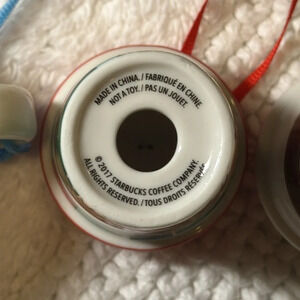 MADE IN CHINA. / FABRIQUÉ EN CHINE.
NOT A TOY. / PAS UN JOUET.
© 2017 STARBUCKS COFFEE COMPANY.
ALL RIGHTS RESERVED. / TOUS DROITS RÉSERVÉS.